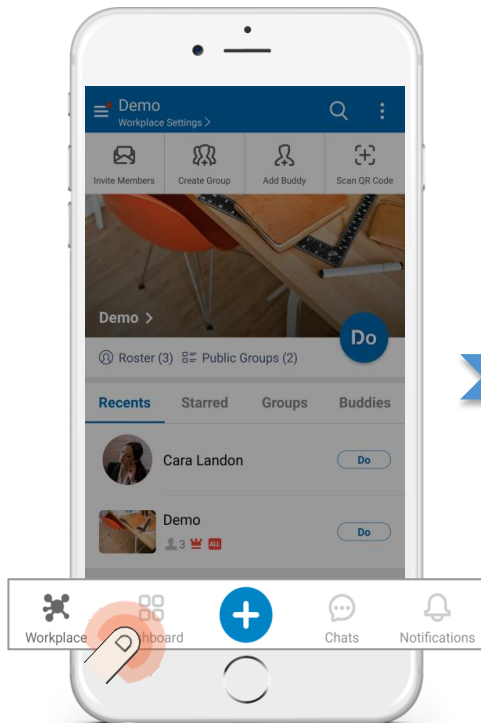 Demo
Workplace Settings >
Invite Members Create Group Add Buddy Scan QR Code
Demo >
Do
Roster (3) Public Groups (2)
Recents Starred Groups Buddies
Cara Landon Do
Demo
3 ALL Do
Workplace hboard Chats Notifications